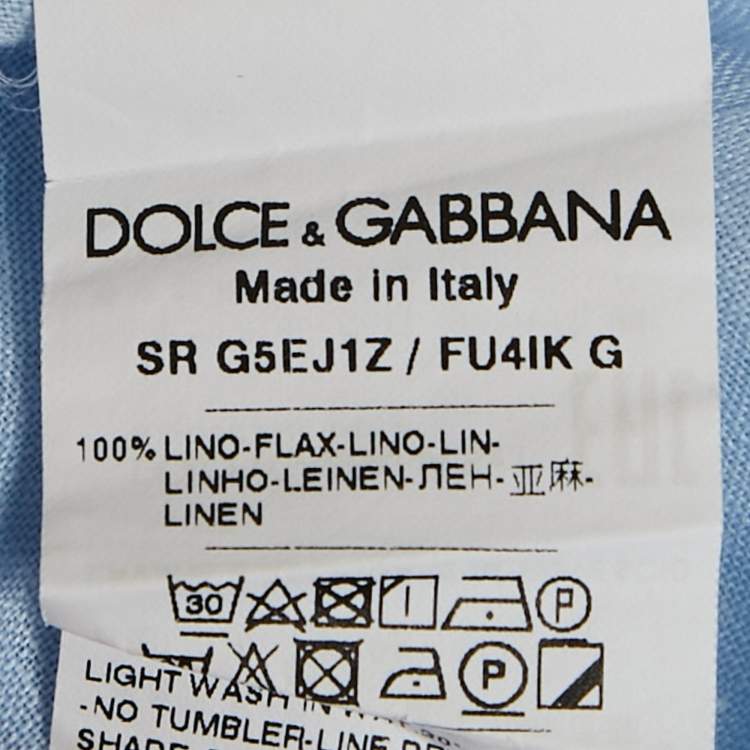 DOLCE & GABBANA
Made in Italy
SR G5EJ1Z / FU4IK G
100% LINO-FLAX-LINO-LIN-
LINHO-LEINEN-ЛЕН-亚麻-
LINEN
30
P
P
LIGHT WASH IN
-NO TUMBLER-LINE